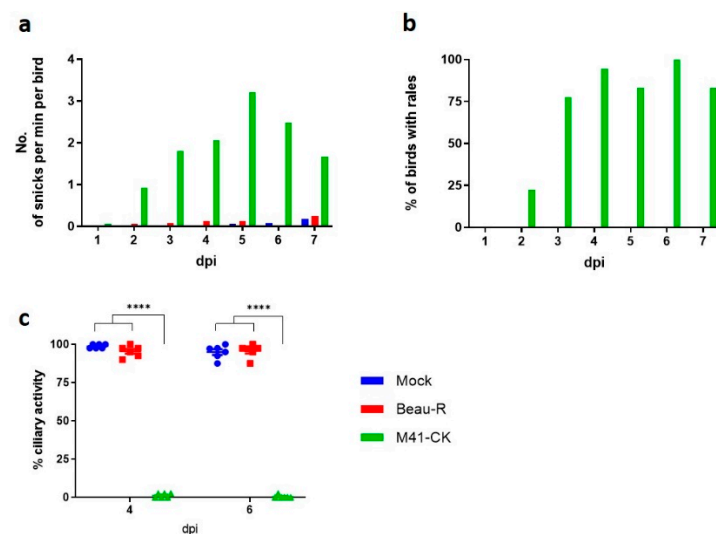 a
No.
of snicks per min per bird
4
3
2
1
0
1 2 3 4 5 6 7
dpi
b
% of birds with rales
100
75
50
25
0
1 2 3 4 5 6 7
dpi
c
**** ****
% ciliary activity
100
75
50
25
0
4 6
dpi
Mock
Beau-R
M41-CK